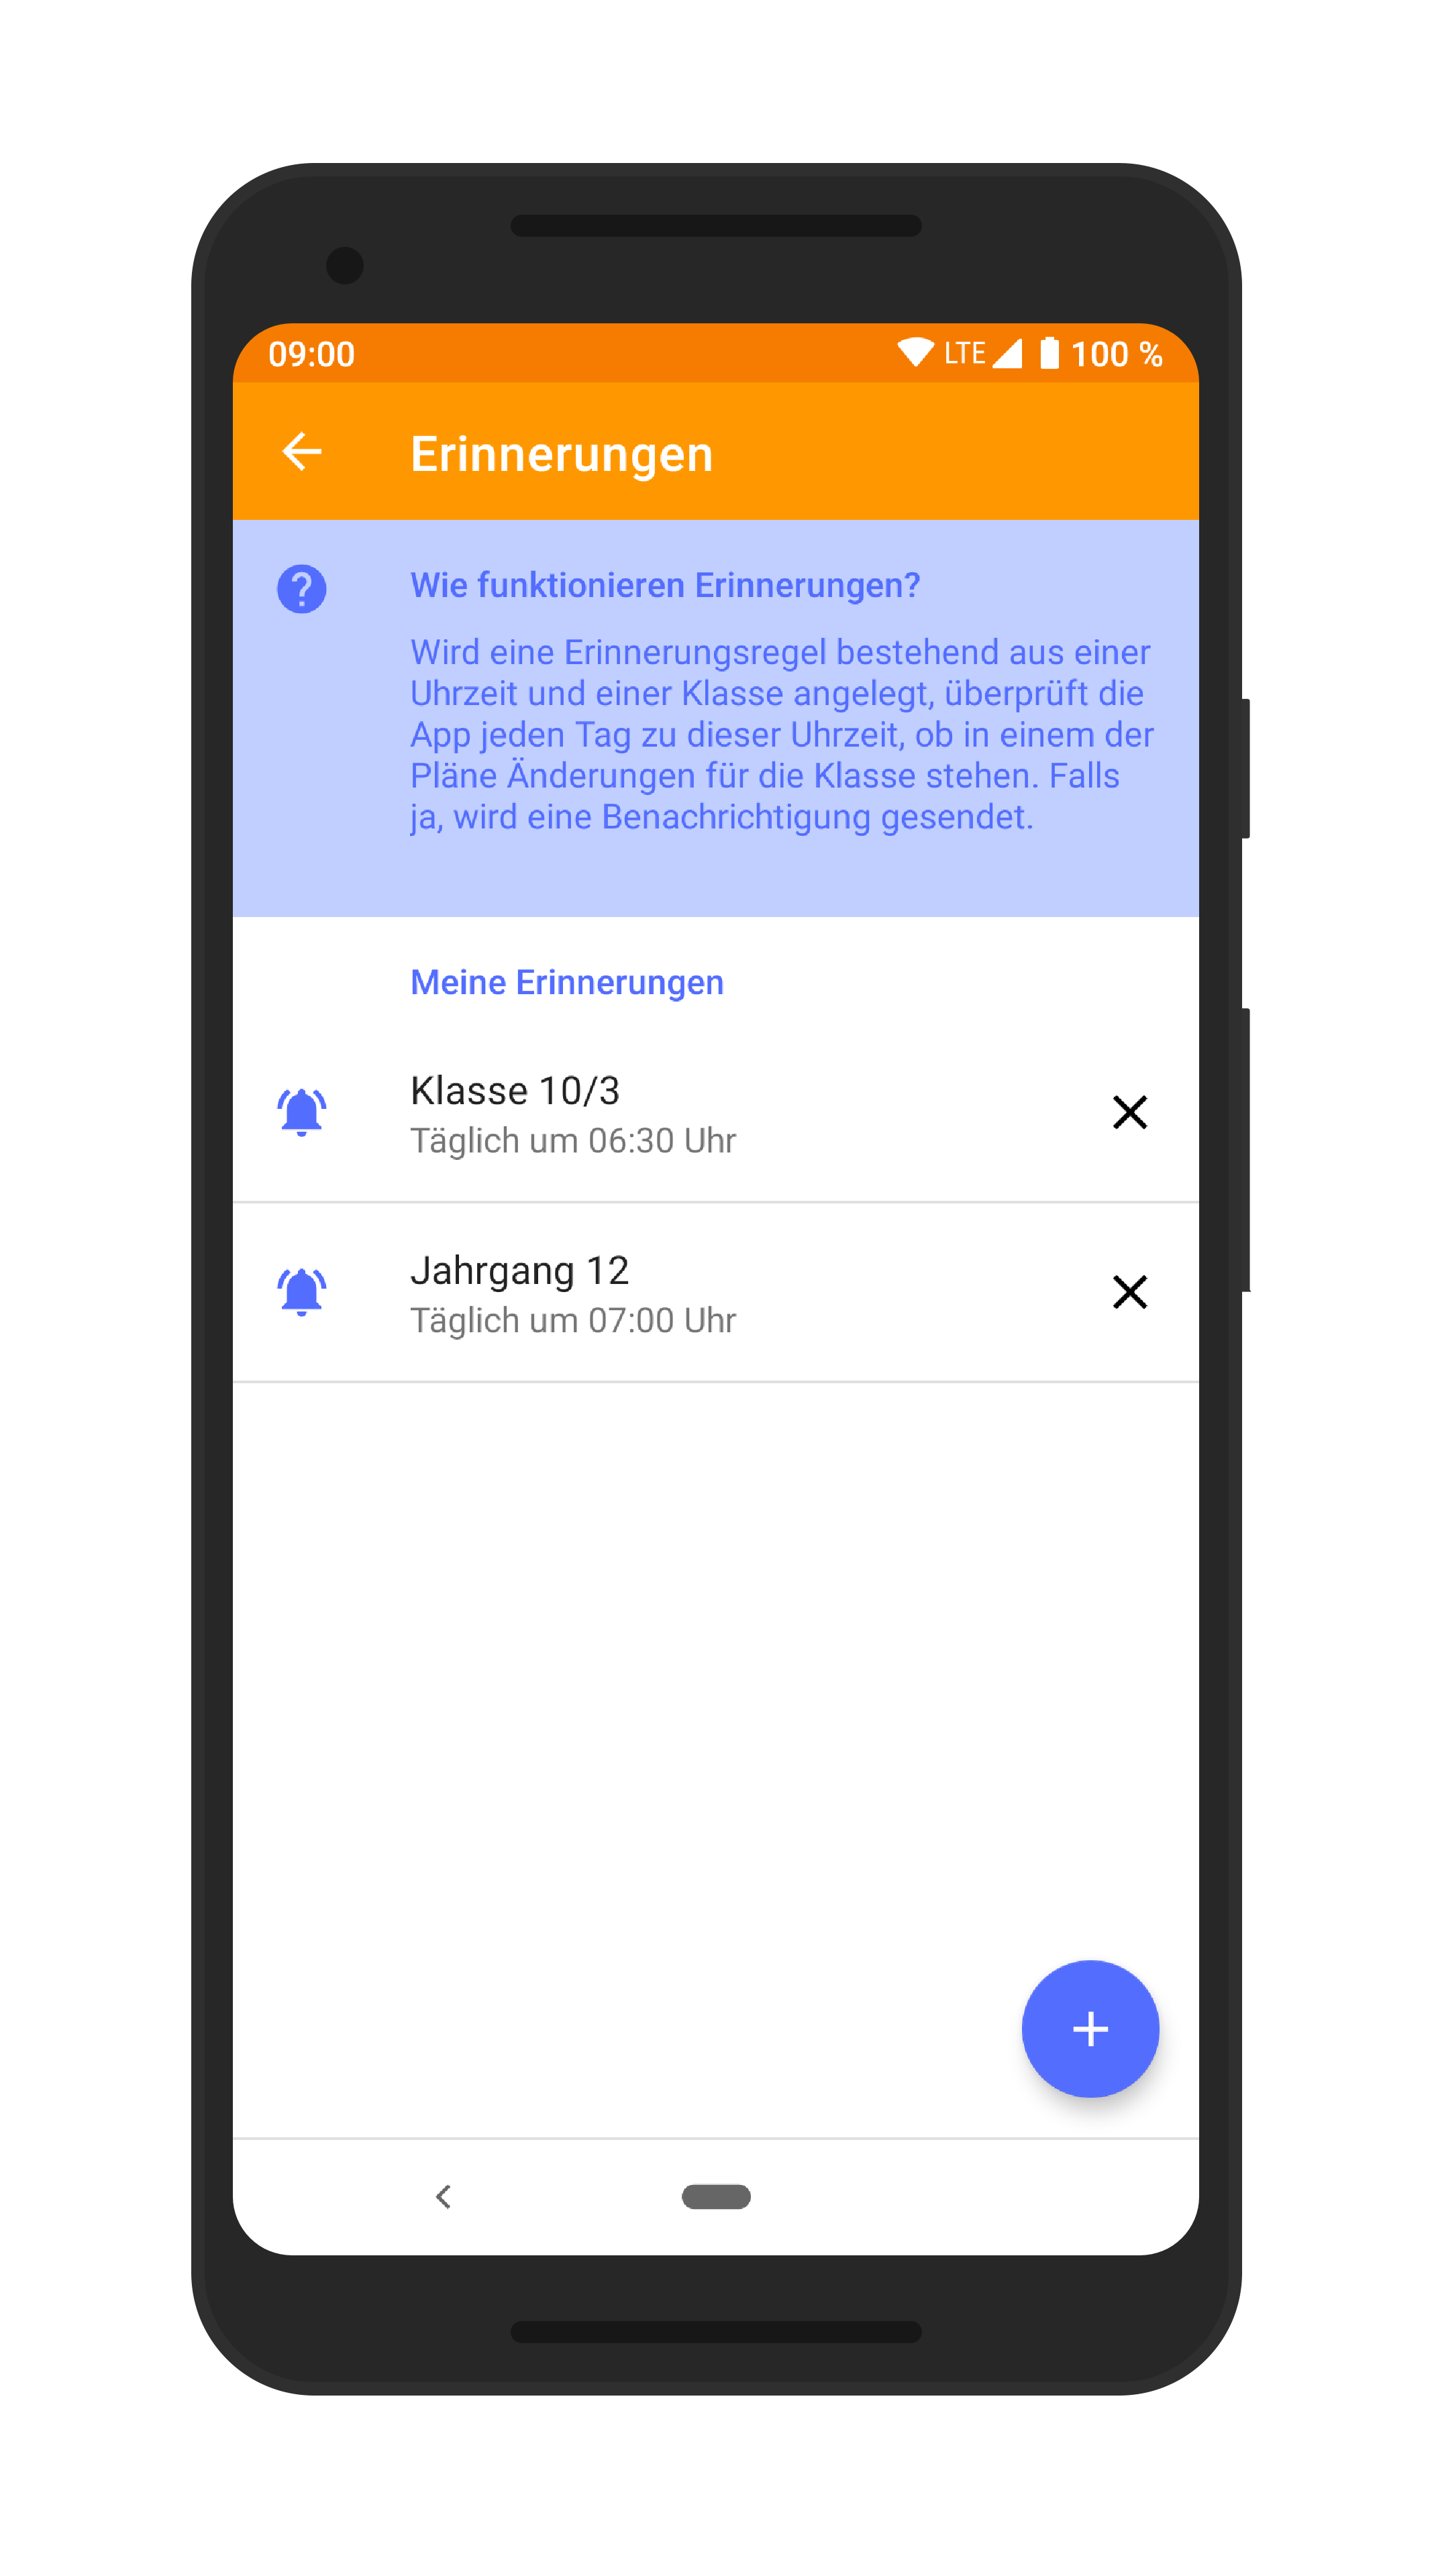 09:00 LTE 100 %
Erinnerungen
Wie funktionieren Erinnerungen?
Wird eine Erinnerungsregel bestehend aus einer
Uhrzeit und einer Klasse angelegt, überprüft die
App jeden Tag zu dieser Uhrzeit, ob in einem der
Pläne Änderungen für die Klasse stehen. Falls
ja, wird eine Benachrichtigung gesendet.
Meine Erinnerungen
Klasse 10/3
Täglich um 06:30 Uhr
Jahrgang 12
Täglich um 07:00 Uhr